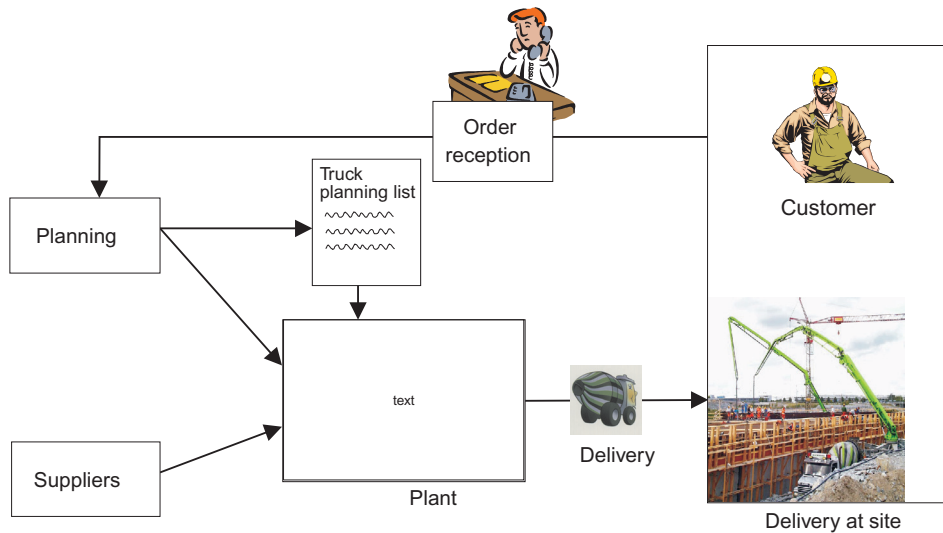 Order
reception
Truck
planning list
Planning
Customer
text
Suppliers
Plant
Delivery
Delivery at site